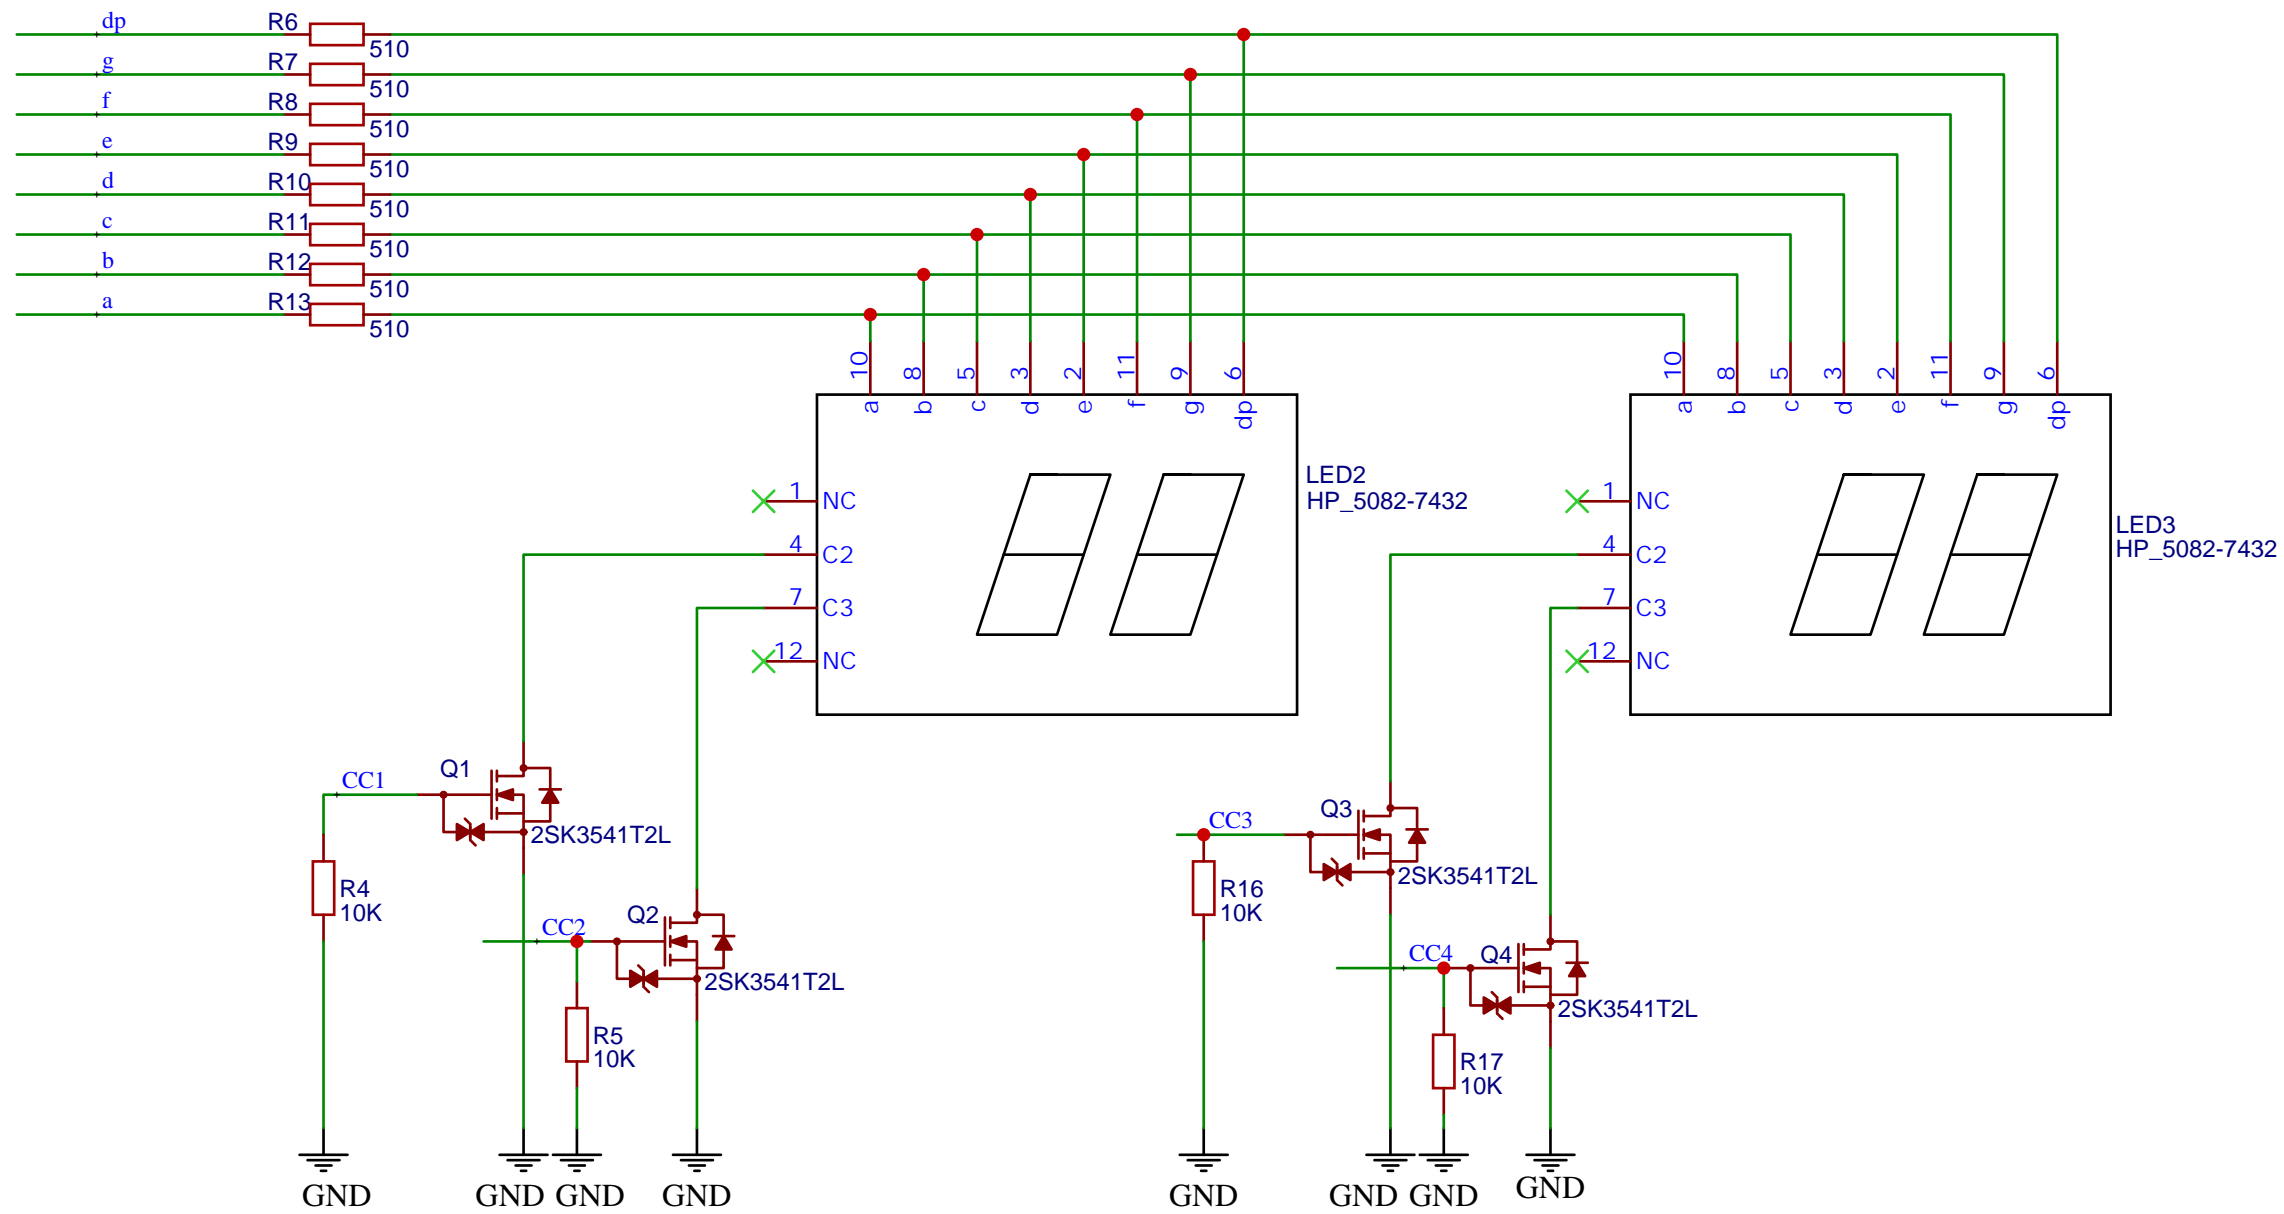 dp
R6
510
g
R7
510
f
R8
510
e
R9
510
d
R10
510
c
R11
510
b
R12
510
a
R13
510
10 8 5 3 2 11 9 6
a b c d e f g dp
10 8 5 3 2 11 9 6
a b c d e f g dp
LED2
HP_5082-7432
1 NC
4 C2
7 C3
12 NC
LED3
HP_5082-7432
1 NC
4 C2
7 C3
12 NC
CC1
Q1
2SK3541T2L
R4
10K
CC2
Q2
2SK3541T2L
R5
10K
CC3
Q3
2SK3541T2L
R16
10K
CC4
Q4
2SK3541T2L
R17
10K
GND GND GND GND GND GND GND GND